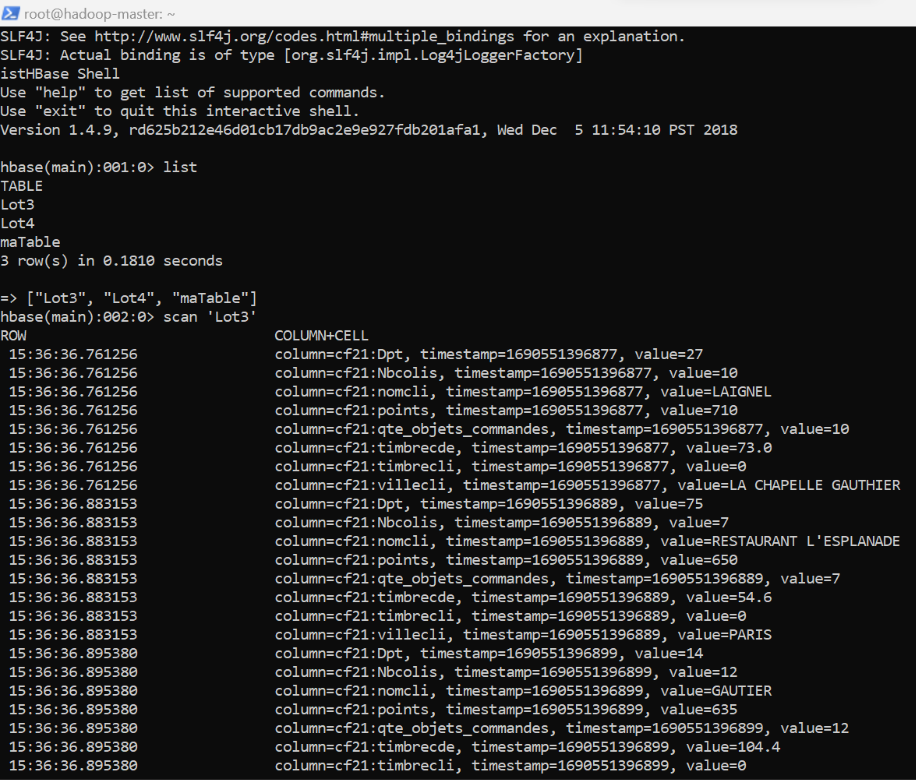 root@hadoop-master: ~
SLF4J: See http://www.slf4j.org/codes.html#multiple_bindings for an explanation.
SLF4J: Actual binding is of type [org.slf4j.impl.Log4jLoggerFactory]
istHBase Shell
Use "help" to get list of supported commands.
Use "exit" to quit this interactive shell.
Version 1.4.9, rd625b212e46d01cb17db9ac2e9e927fdb201afa1, Wed Dec  5 11:54:10 PST 2018
hbase(main):001:0> list
TABLE
Lot3
Lot4
maTable
3 row(s) in 0.1810 seconds
=> ["Lot3", "Lot4", "maTable"]
hbase(main):002:0> scan 'Lot3'
ROW COLUMN+CELL
15:36:36.761256 column=cf21:Dpt, timestamp=1690551396877, value=27
15:36:36.761256 column=cf21:Nbcolis, timestamp=1690551396877, value=10
15:36:36.761256 column=cf21:nomcli, timestamp=1690551396877, value=LAIGNEL
15:36:36.761256 column=cf21:points, timestamp=1690551396877, value=710
15:36:36.761256 column=cf21:qte_objets_commandes, timestamp=1690551396877, value=10
15:36:36.761256 column=cf21:timbrecde, timestamp=1690551396877, value=73.0
15:36:36.761256 column=cf21:timbrecli, timestamp=1690551396877, value=0
15:36:36.761256 column=cf21:villecli, timestamp=1690551396877, value=LA CHAPELLE GAUTHIER
15:36:36.883153 column=cf21:Dpt, timestamp=1690551396889, value=75
15:36:36.883153 column=cf21:Nbcolis, timestamp=1690551396889, value=7
15:36:36.883153 column=cf21:nomcli, timestamp=1690551396889, value=RESTAURANT L'ESPLANADE
15:36:36.883153 column=cf21:points, timestamp=1690551396889, value=650
15:36:36.883153 column=cf21:qte_objets_commandes, timestamp=1690551396889, value=7
15:36:36.883153 column=cf21:timbrecde, timestamp=1690551396889, value=54.6
15:36:36.883153 column=cf21:timbrecli, timestamp=1690551396889, value=0
15:36:36.883153 column=cf21:villecli, timestamp=1690551396889, value=PARIS
15:36:36.895380 column=cf21:Dpt, timestamp=1690551396899, value=14
15:36:36.895380 column=cf21:Nbcolis, timestamp=1690551396899, value=12
15:36:36.895380 column=cf21:nomcli, timestamp=1690551396899, value=GAUTIER
15:36:36.895380 column=cf21:points, timestamp=1690551396899, value=635
15:36:36.895380 column=cf21:qte_objets_commandes, timestamp=1690551396899, value=12
15:36:36.895380 column=cf21:timbrecde, timestamp=1690551396899, value=104.4
15:36:36.895380 column=cf21:timbrecli, timestamp=1690551396899, value=0